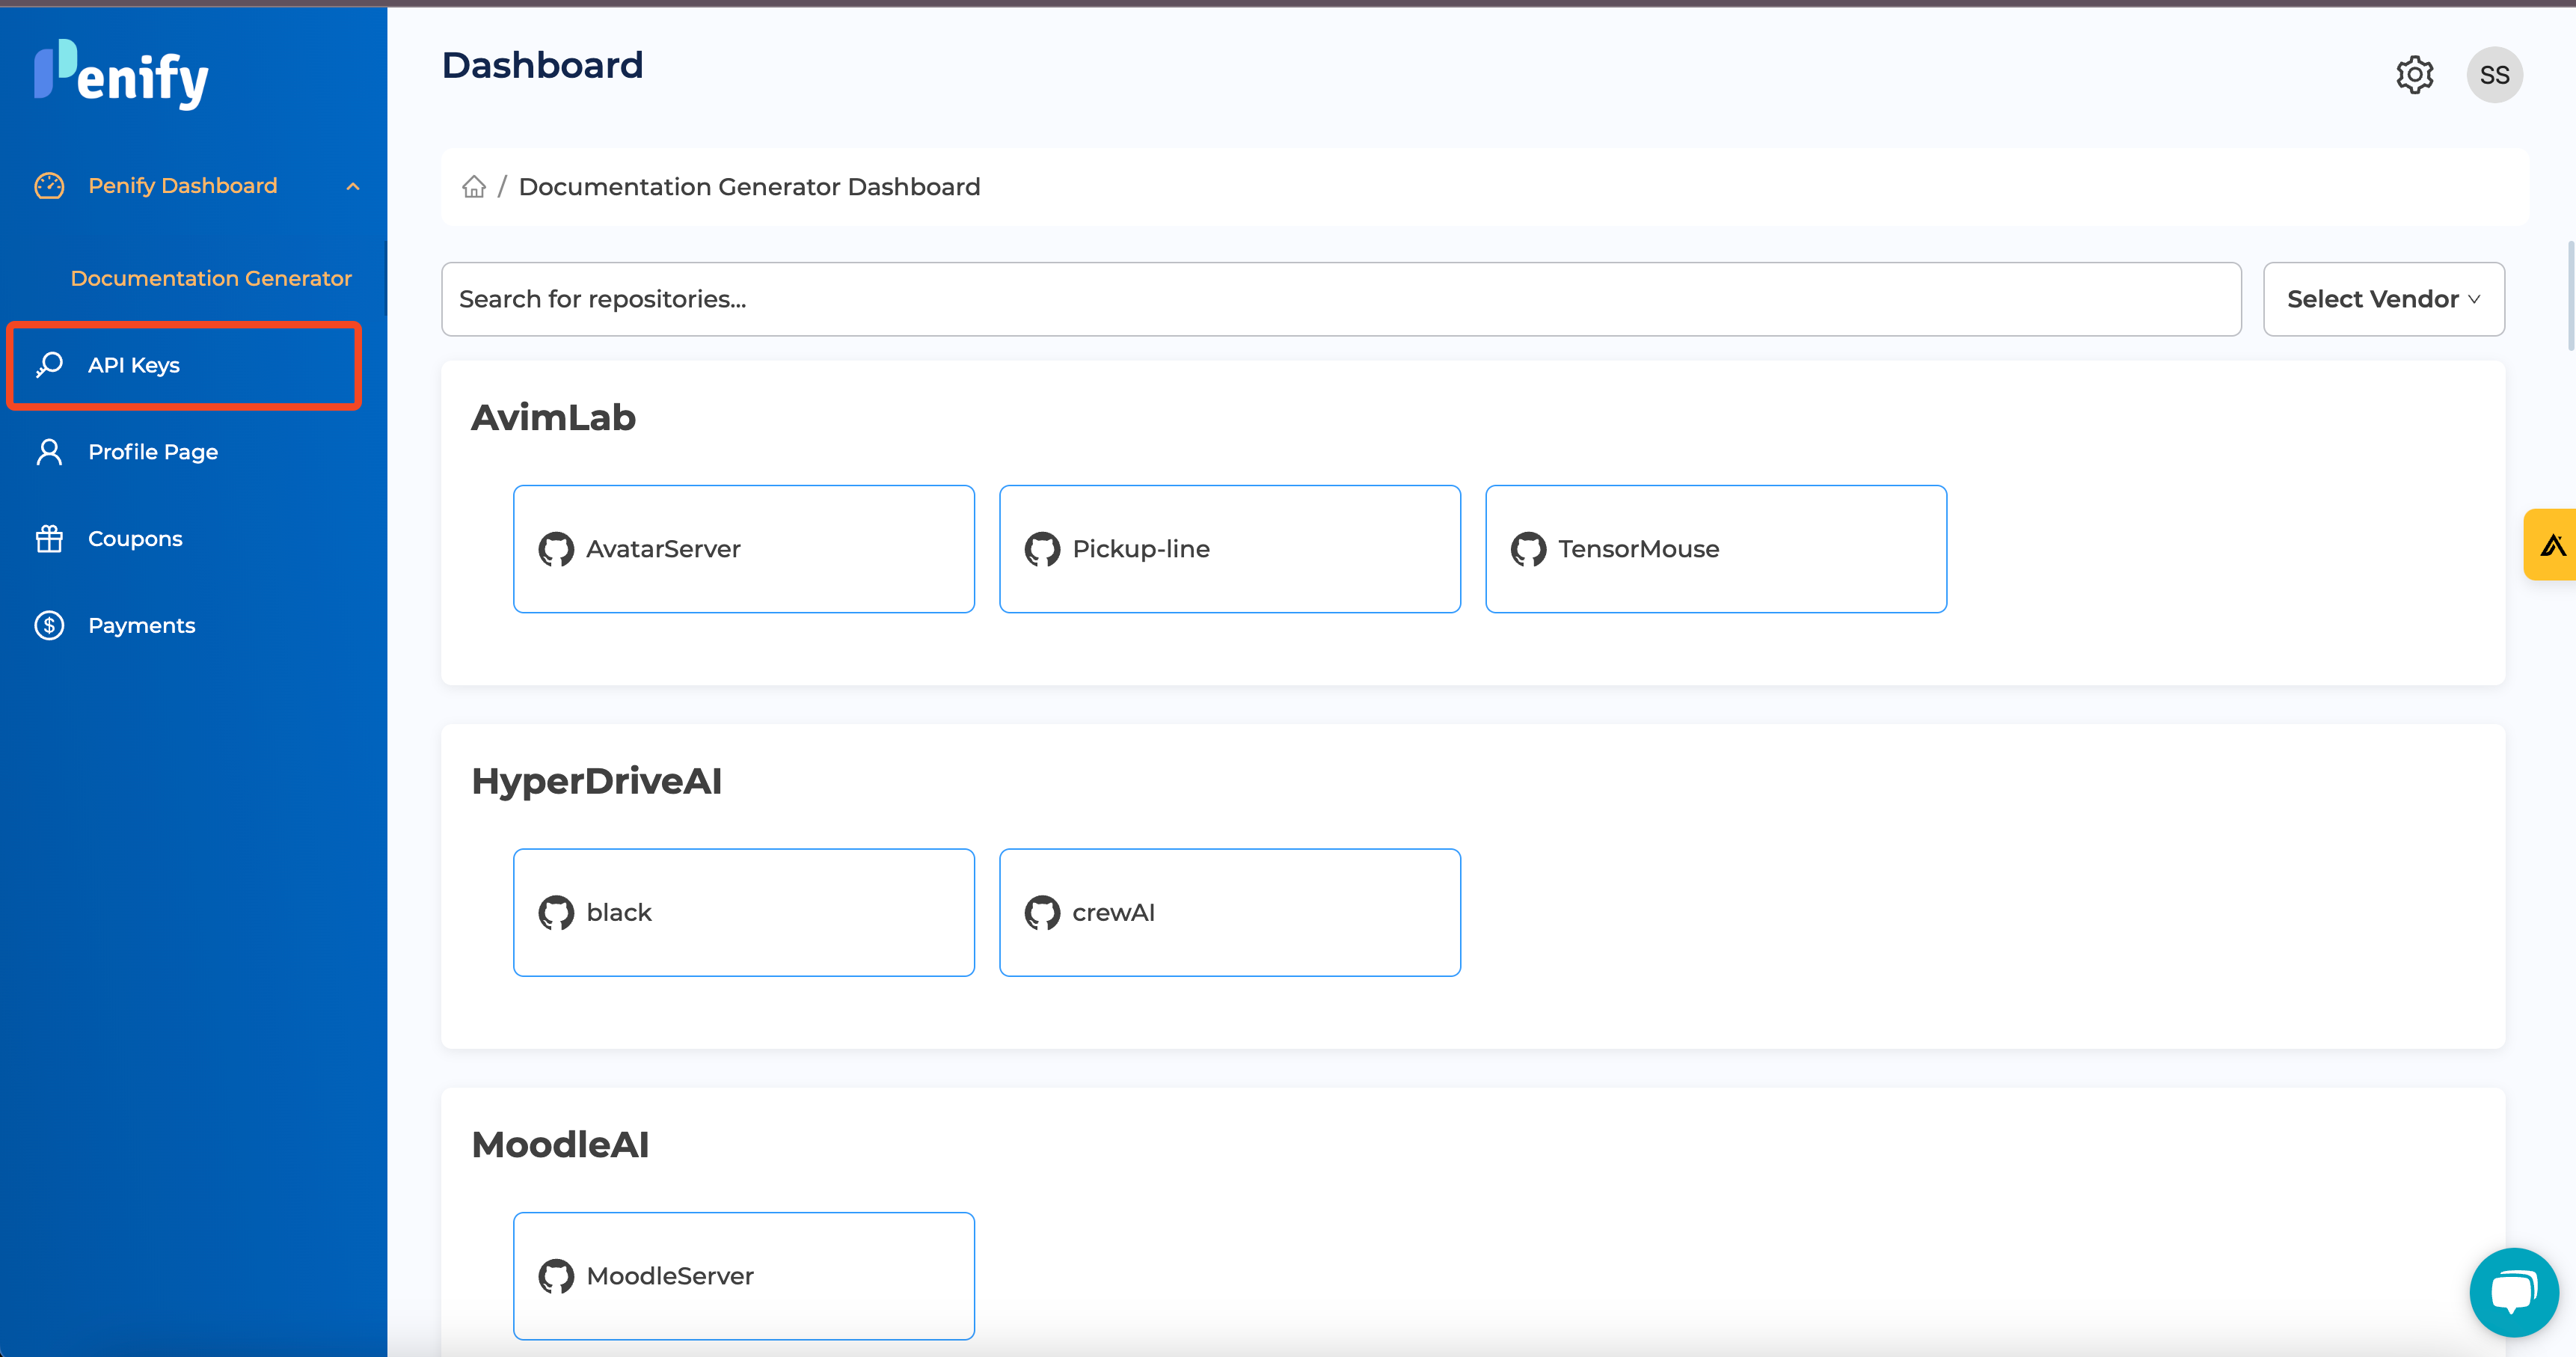 Penify
Penify Dashboard
Documentation Generator
API Keys
Profile Page
Coupons
$
Payments
Dashboard
SS
/ Documentation Generator Dashboard
Search for repositories...
Select Vendor
AvimLab
AvatarServer
Pickup-line
TensorMouse
HyperDriveAI
black
crewAI
MoodleAI
MoodleServer